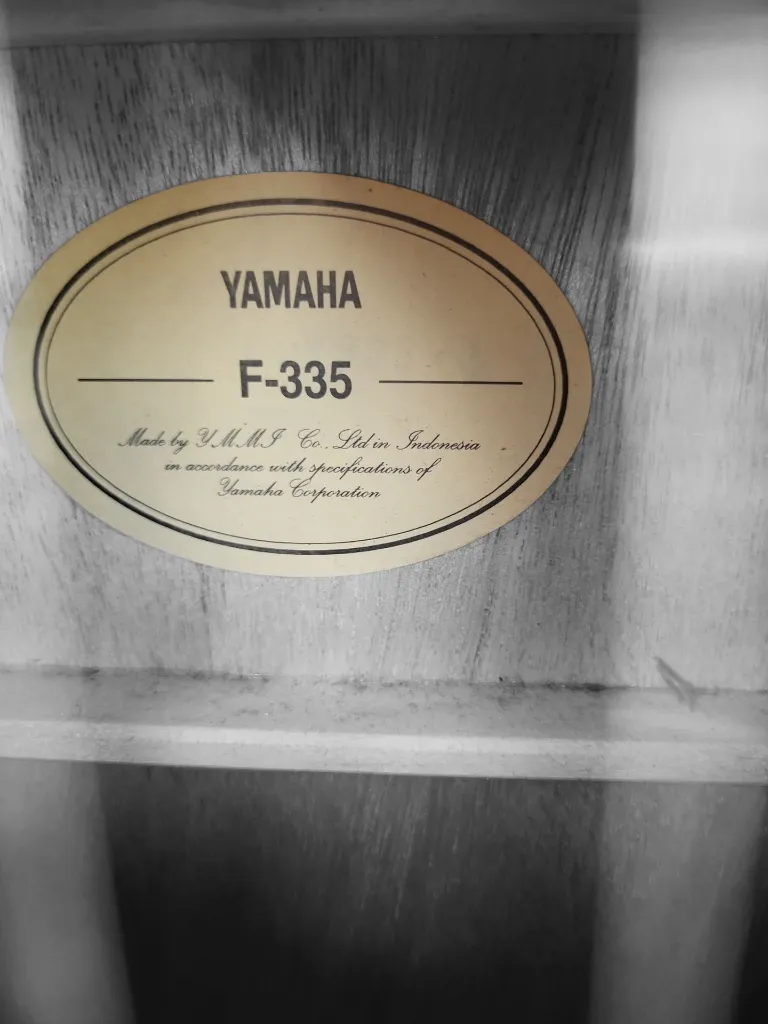 YAMAHA
F-335
Made by YMMI Co., Ltd in Indonesia
in accordance with specifications of
Yamaha Corporation